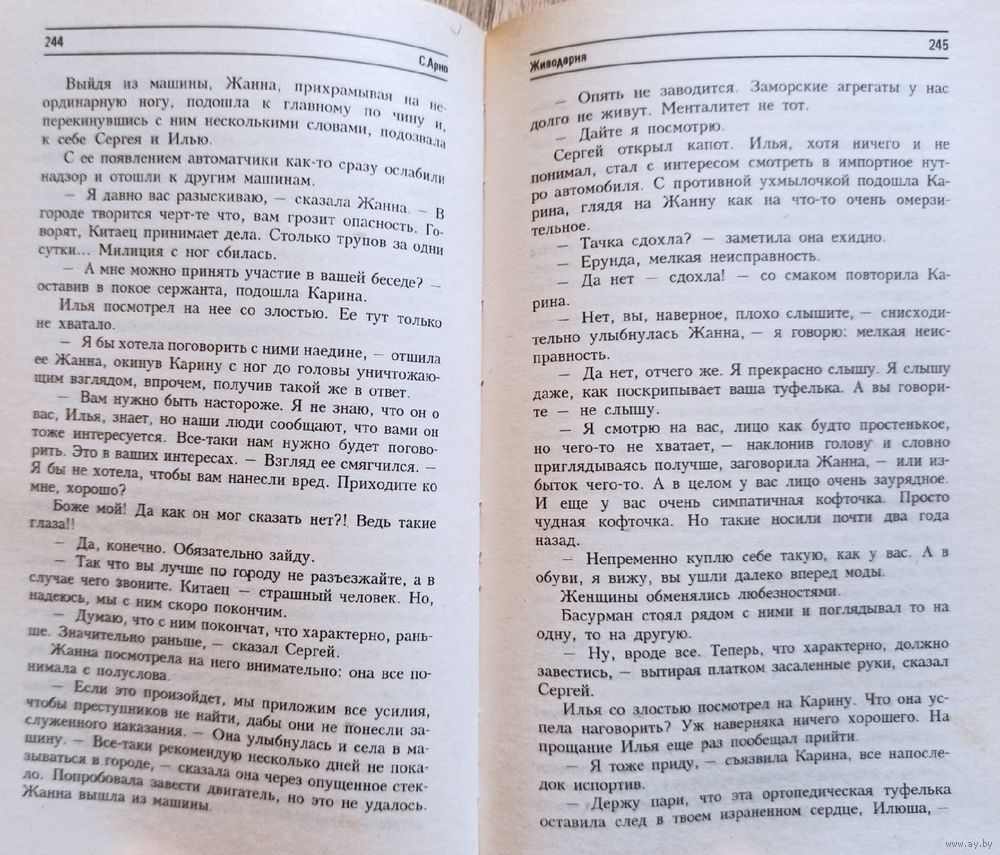 244
С.Арно
Выйдя из машины, Жанна, прихрамывая на не-
ординарную ногу, подошла к главному по чину и,
перекинувшись с ним несколькими словами, подозвала
к себе Сергея и Илью.
С ее появлением автоматчики как-то сразу ослабили
надзор и отошли к другим машинам.
— Я давно вас разыскиваю, — сказала Жанна. — В
городе творится черт-те что, вам грозит опасность. Го-
ворят, Китаец принимает дела. Столько трупов за одни
сутки... Милиция с ног сбилась.
— А мне можно принять участие в вашей беседе? —
оставив в покое сержанта, подошла Карина.
Илья посмотрел на нее со злостью. Ее тут только
не хватало.
— Я бы хотела поговорить с ними наедине, — отшила
ее Жанна, окинув Карину с ног до головы уничтожаю-
щим взглядом, впрочем, получив такой же в ответ.
— Вам нужно быть настороже. Я не знаю, что он о
вас, Илья, знает, но наши люди сообщают, что вами он
тоже интересуется. Все-таки нам нужно будет погово-
рить. Это в ваших интересах. — Взгляд ее смягчился. —
Я бы не хотела, чтобы вам нанесли вред. Приходите ко
мне, хорошо?
Боже мой! Да как он мог сказать нет?! Ведь такие
глаза!!
— Да, конечно. Обязательно зайду.
— Так что вы лучше по городу не разъезжайте, а в
случае чего звоните. Китаец — страшный человек. Но,
надеюсь, мы с ним скоро покончим.
— Думаю, что с ним покончат, что характерно, рань-
ше. Значительно раньше, — сказал Сергей.
Жанна посмотрела на него внимательно: она все по-
нимала с полуслова.
— Если это произойдет, мы приложим все усилия,
чтобы преступников не найти, дабы они не понесли за-
служенного наказания. — Она улыбнулась и села в ма-
шину. — Все-таки рекомендую несколько дней не пока-
зываться в городе, — сказала она через опущенное стек-
ло. Попробовала завести двигатель, но это не удалось.
Жанна вышла из машины.
Живодерня
245
— Опять не заводится. Заморские агрегаты у нас
долго не живут. Менталитет не тот.
— Дайте я посмотрю.
Сергей открыл капот. Илья, хотя ничего и не
понимал, стал с интересом смотреть в импортное нут-
ро автомобиля. С противной ухмылочкой подошла Ка-
рина, глядя на Жанну как на что-то очень омерзи-
тельное.
— Тачка сдохла? — заметила она ехидно.
— Ерунда, мелкая неисправность.
— Да нет — сдохла! — со смаком повторила Ка-
рина.
— Нет, вы, наверное, плохо слышите, — снисходи-
тельно улыбнулась Жанна, — я говорю: мелкая неис-
правность.
— Да нет, отчего же. Я прекрасно слышу. Я слышу
даже, как поскрипывает ваша туфелька. А вы говори-
те — не слышу.
— Я смотрю на вас, лицо как будто простенькое,
но чего-то не хватает, — наклонив голову и словно
приглядываясь получше, заговорила Жанна, — или из-
быток чего-то. А в целом у вас лицо очень заурядное.
И еще у вас очень симпатичная кофточка. Просто
чудная кофточка. Но такие носили почти два года
назад.
— Непременно куплю себе такую, как у вас. А в
обуви, я вижу, вы ушли далеко вперед моды.
Женщины обменялись любезностями.
Басурман стоял рядом с ними и поглядывал то на
одну, то на другую.
— Ну, вроде все. Теперь, что характерно, должно
завестись, — вытирая платком засаленные руки, сказал
Сергей.
Илья со злостью посмотрел на Карину. Что она ус-
пела наговорить? Уж наверняка ничего хорошего. На
прощание Илья еще раз пообещал прийти.
— Я тоже приду, — съязвила Карина, все напосле-
док испортив.
— Держу пари, что эта ортопедическая туфелька
оставила след в твоем израненном сердце, Илюша, —
www.ay.by